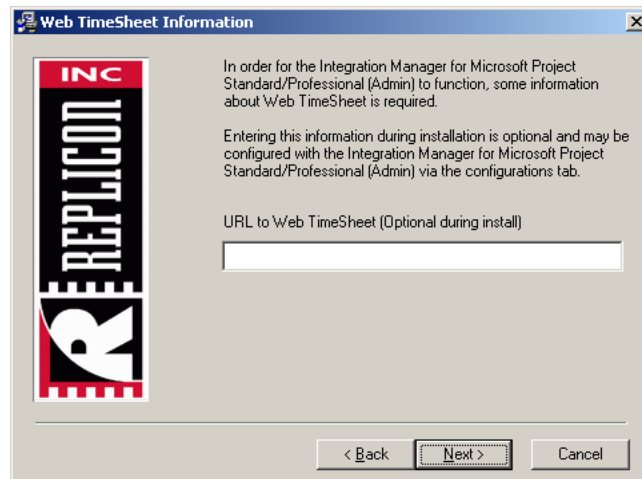 Web TimeSheet Information
INC
REPLICON
R
In order for the Integration Manager for Microsoft Project
Standard/Professional (Admin) to function, some information
about Web TimeSheet is required.
Entering this information during installation is optional and may be
configured with the Integration Manager for Microsoft Project
Standard/Professional (Admin) via the configurations tab.
URL to Web TimeSheet (Optional during install)
< Back
Next >
Cancel